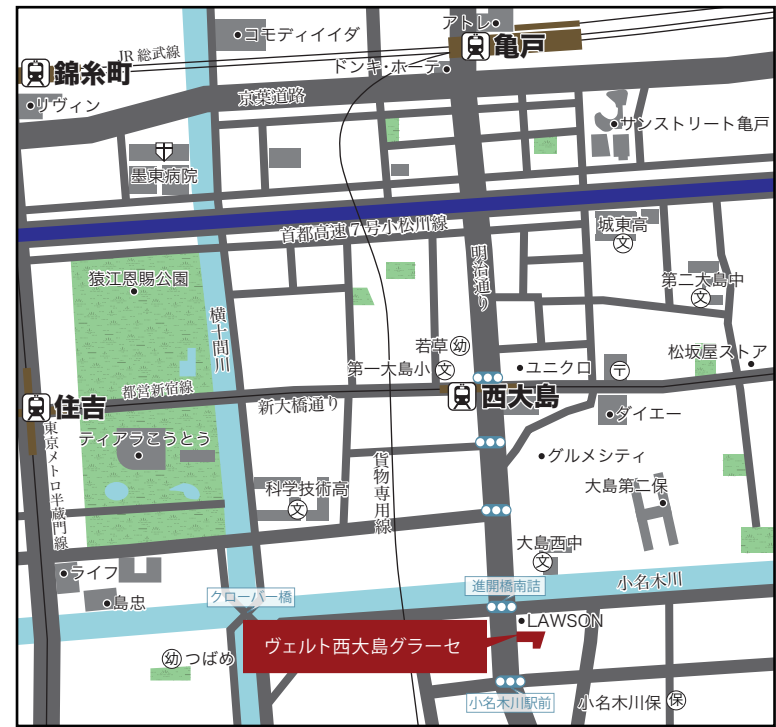 アトレ
コモディイイダ
亀戸
JR 総武線
ドンキ・ホーテ
錦糸町
京葉道路
リヴィン
サンストリート亀戸
墨東病院
首都高速7号小松川線
城東高
文
明治通り
猿江恩賜公園
第二大島中
文
横十間川
若草 幼
松坂屋ストア
第一大島小 文
ユニクロ
〒
都営新宿線
住吉
新大橋通り
西大島
ダイエー
東京メトロ半蔵門線
ティアラこうとう
貨物専用線
グルメシティ
科学技術高
文
大島第二保
大島西中
文
ライフ
進開橋南詰
小名木川
クローバー橋
島忠
LAWSON
ヴェルト西大島グラーセ
幼 つばめ
小名木川駅前
小名木川保 保